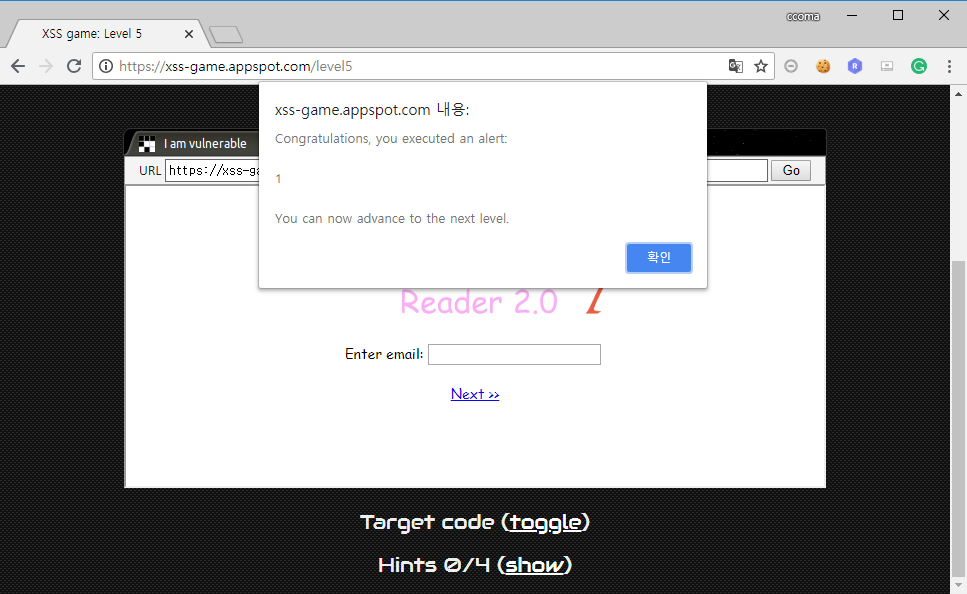 ccoma
XSS game: Level 5
https://xss-game.appspot.com/level5
xss-game.appspot.com 내용:
Congratulations, you executed an alert:
1
You can now advance to the next level.
확인
I am vulnerable
URL https://xss-ga Go
Reader 2.0
Enter email:
Next >>
Target code (toggle)
Hints 0/4 (show)